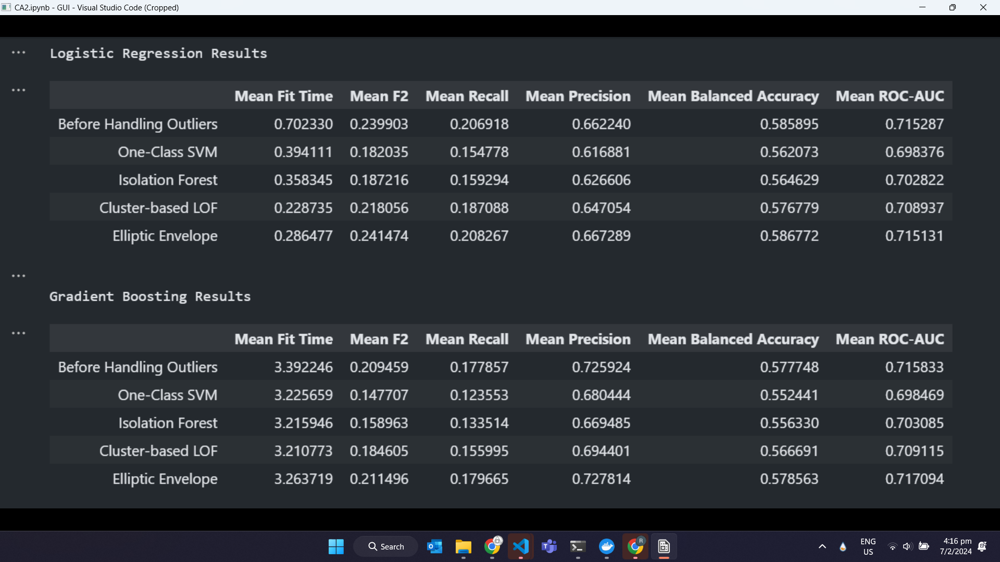 CA2.ipynb - GUI - Visual Studio Code (Cropped)
Logistic Regression Results
Mean Fit Time Mean F2 Mean Recall Mean Precision Mean Balanced Accuracy Mean ROC-AUC
Before Handling Outliers 0.702330 0.239903 0.206918 0.662240 0.585895 0.715287
One-Class SVM 0.394111 0.182035 0.154778 0.616881 0.562073 0.698376
Isolation Forest 0.358345 0.187216 0.159294 0.626606 0.564629 0.702822
Cluster-based LOF 0.228735 0.218056 0.187088 0.647054 0.576779 0.708937
Elliptic Envelope 0.286477 0.241474 0.208267 0.667289 0.586772 0.715131
Gradient Boosting Results
Mean Fit Time Mean F2 Mean Recall Mean Precision Mean Balanced Accuracy Mean ROC-AUC
Before Handling Outliers 3.392246 0.209459 0.177857 0.725924 0.577748 0.715833
One-Class SVM 3.225659 0.147707 0.123553 0.680444 0.552441 0.698469
Isolation Forest 3.215946 0.158963 0.133514 0.669485 0.556330 0.703085
Cluster-based LOF 3.210773 0.184605 0.155995 0.694401 0.566691 0.709115
Elliptic Envelope 3.263719 0.211496 0.179665 0.727814 0.578563 0.717094
Search
R
ENG
US
4:16 pm
7/2/2024